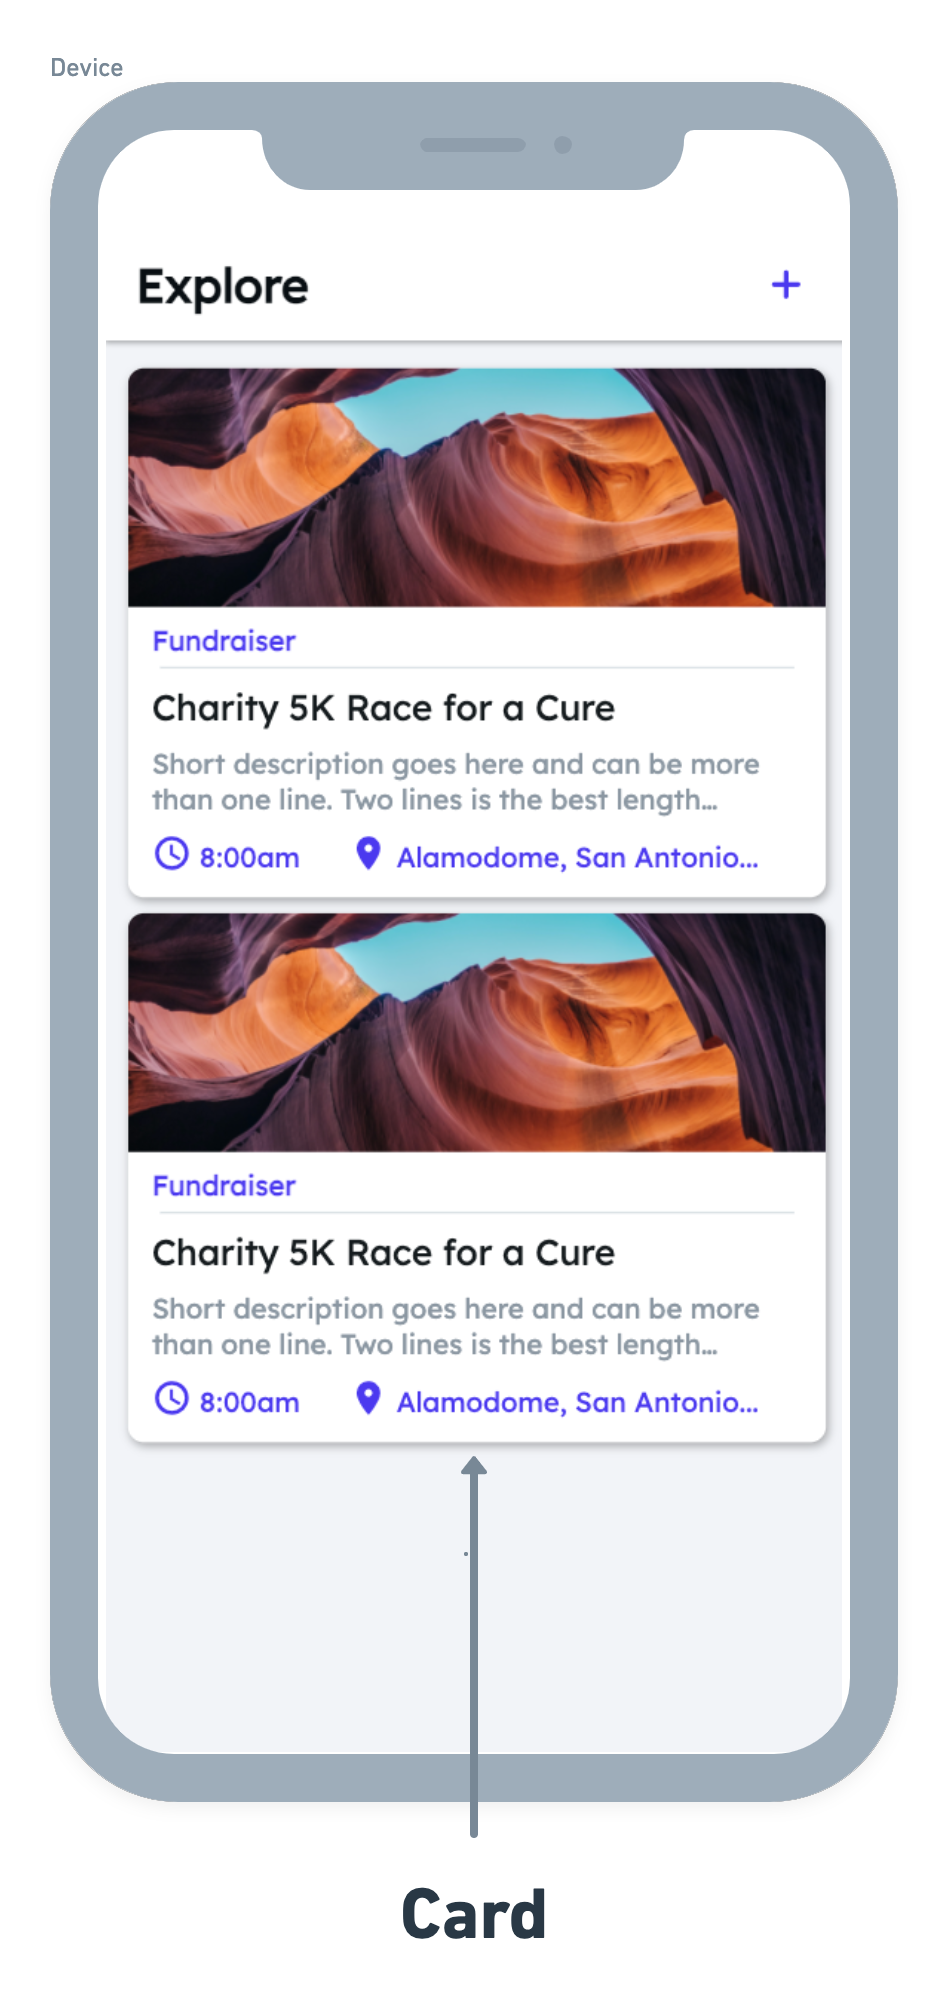 Device
Explore
Fundraiser
Charity 5K Race for a Cure
Short description goes here and can be more
than one line. Two lines is the best length...
8:00am Alamodome, San Antonio...
Fundraiser
Charity 5K Race for a Cure
Short description goes here and can be more
than one line. Two lines is the best length...
8:00am Alamodome, San Antonio...
Card